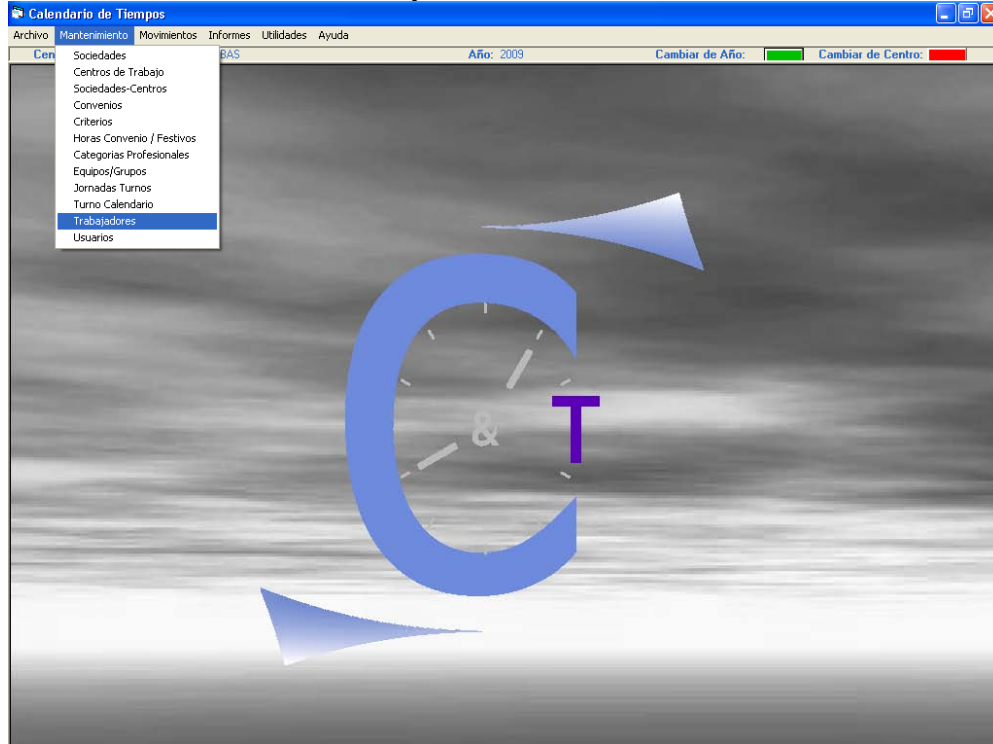 Calendario de Tiempos
Archivo Mantenimiento Movimientos Informes Utilidades Ayuda
Año: 2009 Cambiar de Año: Cambiar de Centro:
Sociedades
Centros de Trabajo
Sociedades-Centros
Convenios
Criterios
Horas Convenio / Festivos
Categorias Profesionales
Equipos/Grupos
Jornadas Turnos
Turno Calendario
Trabajadores
Usuarios
C & T